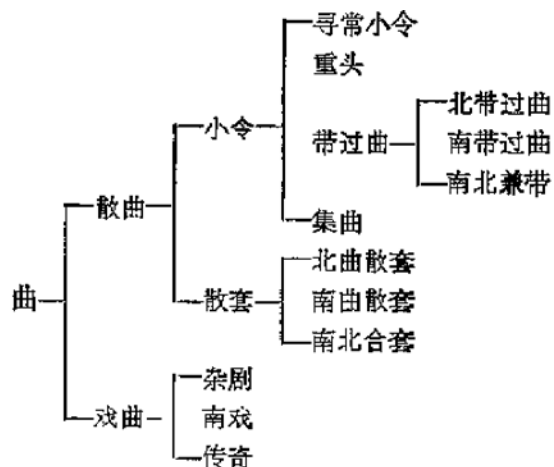 寻常小令
重头
北带过曲
小令
带过曲
南带过曲
南北兼带
散曲
集曲
北曲散套
曲
散套
南曲散套
南北合套
杂剧
戏曲
南戏
传奇